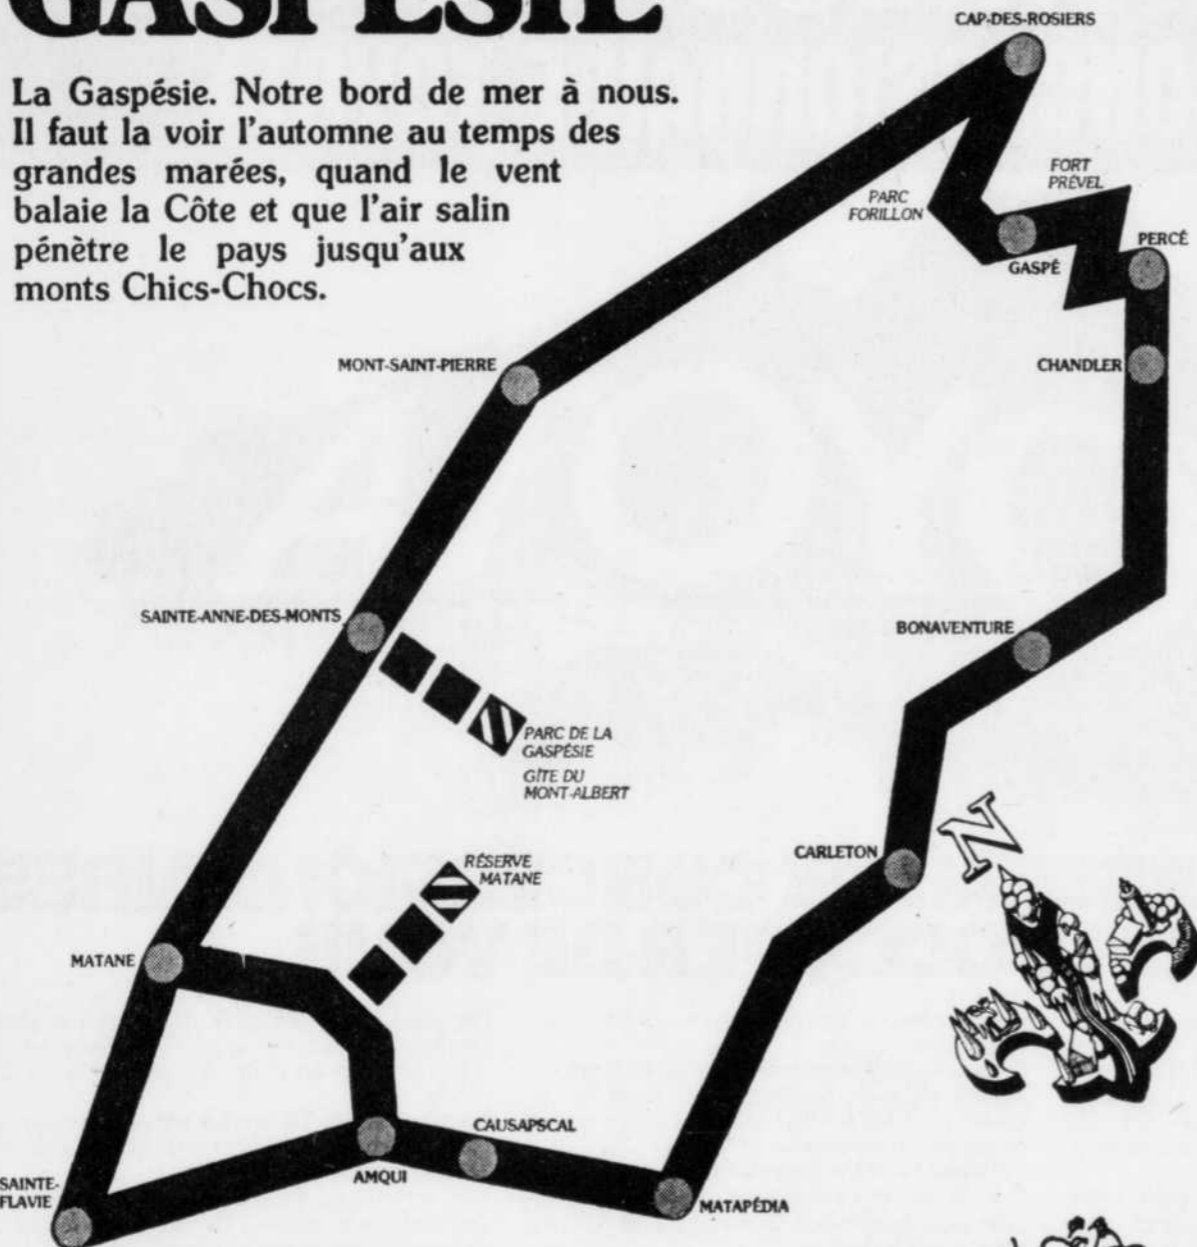 GASPÉSIE
La Gaspésie. Notre bord de mer à nous.
Il faut la voir l'automne au temps des
grandes marées, quand le vent
balaie la Côte et que l'air salin
pénètre le pays jusqu'aux
monts Chics-Chocs.
CAP-DES-ROSIERS
FORT
PRÉVEL
PARC
FORILLON
PERCÉ
GASPÉ
MONT-SAINT-PIERRE
CHANDLER
SAINTE-ANNE-DES-MONTS
BONAVENTURE
PARC DE LA
GASPÉSIE
GÎTE DU
MONT-ALBERT
N
CARLETON
RÉSERVE
MATANE
MATANE
CAUSAPSCAL
AMQUI
SAINTE-
FLAVIE
MATAPÉDIA